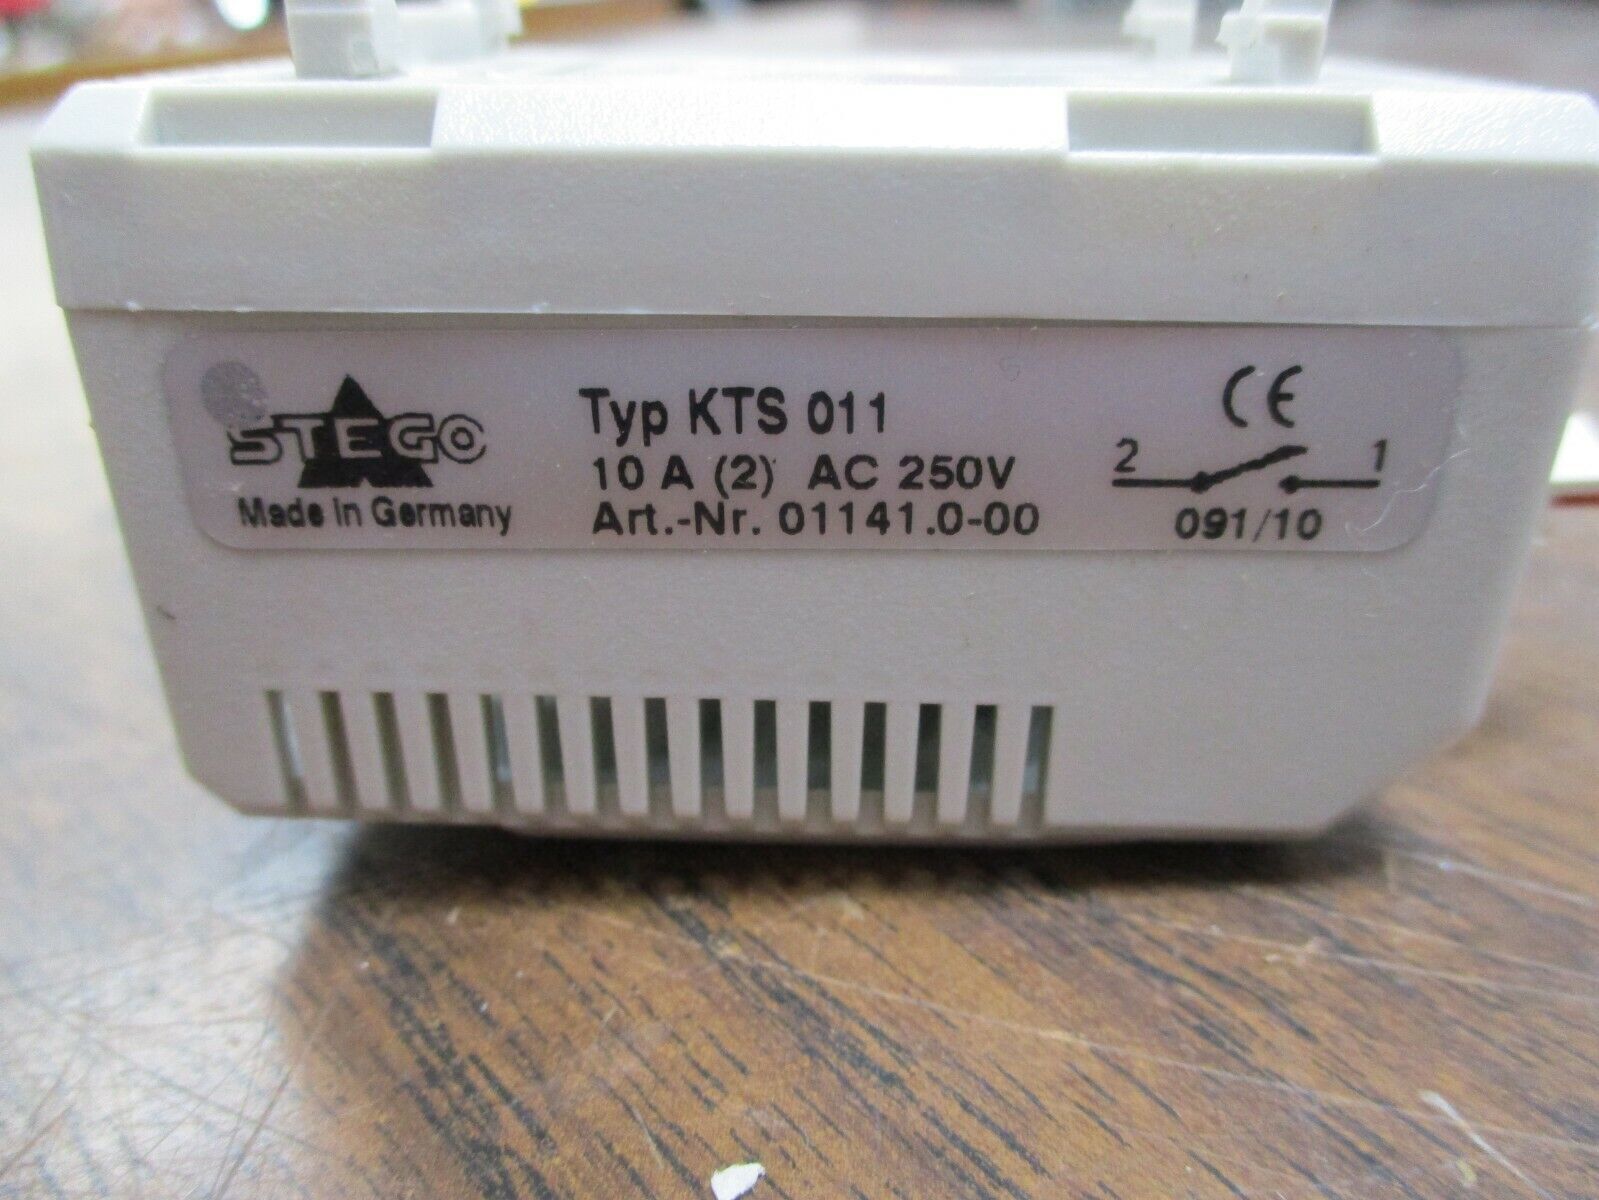 STEGO
Made in Germany
Typ KTS 011
10 A (2) AC 250V
Art.-Nr. 01141.0-00
CE
2 1
091/10